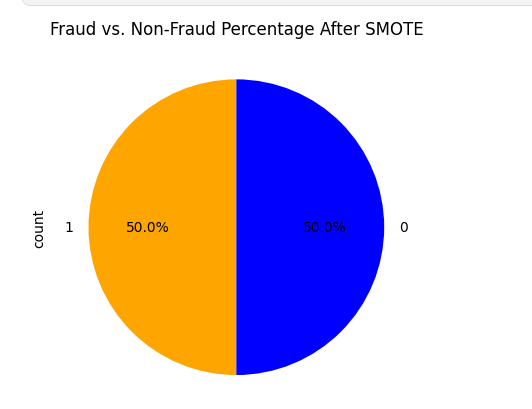 Fraud vs. Non-Fraud Percentage After SMOTE
count
1
50.0%
50.0%
0